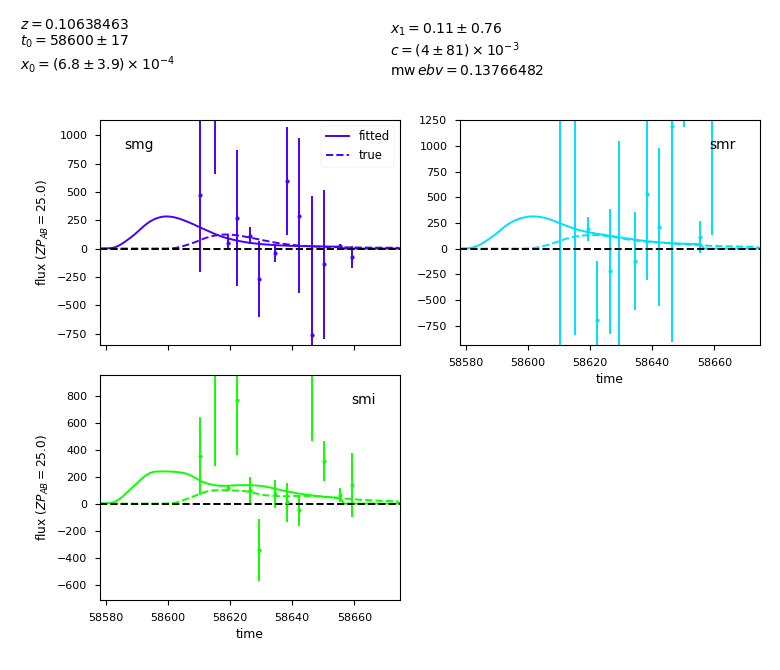 z = 0.10638463
t₀ = 58600 ± 17
x₀ = (6.8 ± 3.9) × 10⁻⁴
x₁ = 0.11 ± 0.76
c = (4 ± 81) × 10⁻³
mw ebv = 0.13766482
smg
fitted
true
1000
750
500
250
0
−250
−500
−750
flux (ZP_AB = 25.0)
smr
1250
1000
750
500
250
0
−250
−500
−750
58580 58600 58620 58640 58660
time
smi
800
600
400
200
0
−200
−400
−600
flux (ZP_AB = 25.0)
58580 58600 58620 58640 58660
time